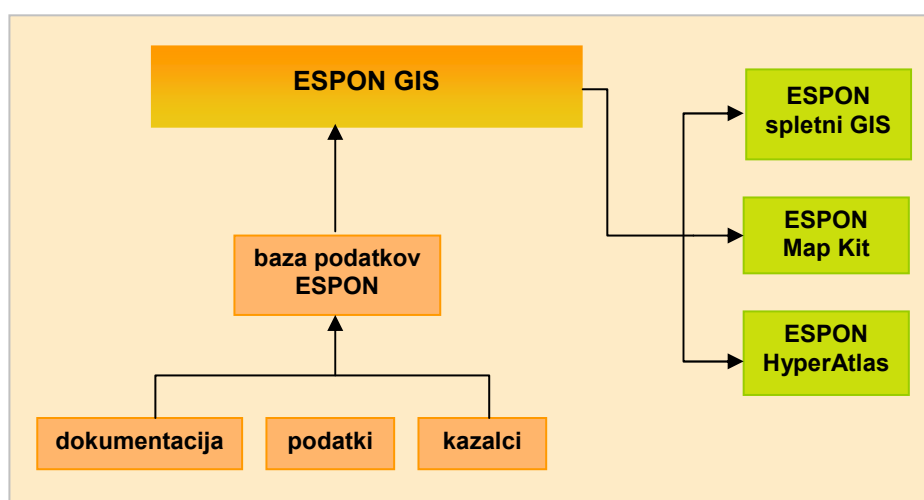 ESPON GIS
ESPON
spletni GIS
ESPON
Map Kit
baza podatkov
ESPON
ESPON
HyperAtlas
dokumentacija
podatki
kazalci